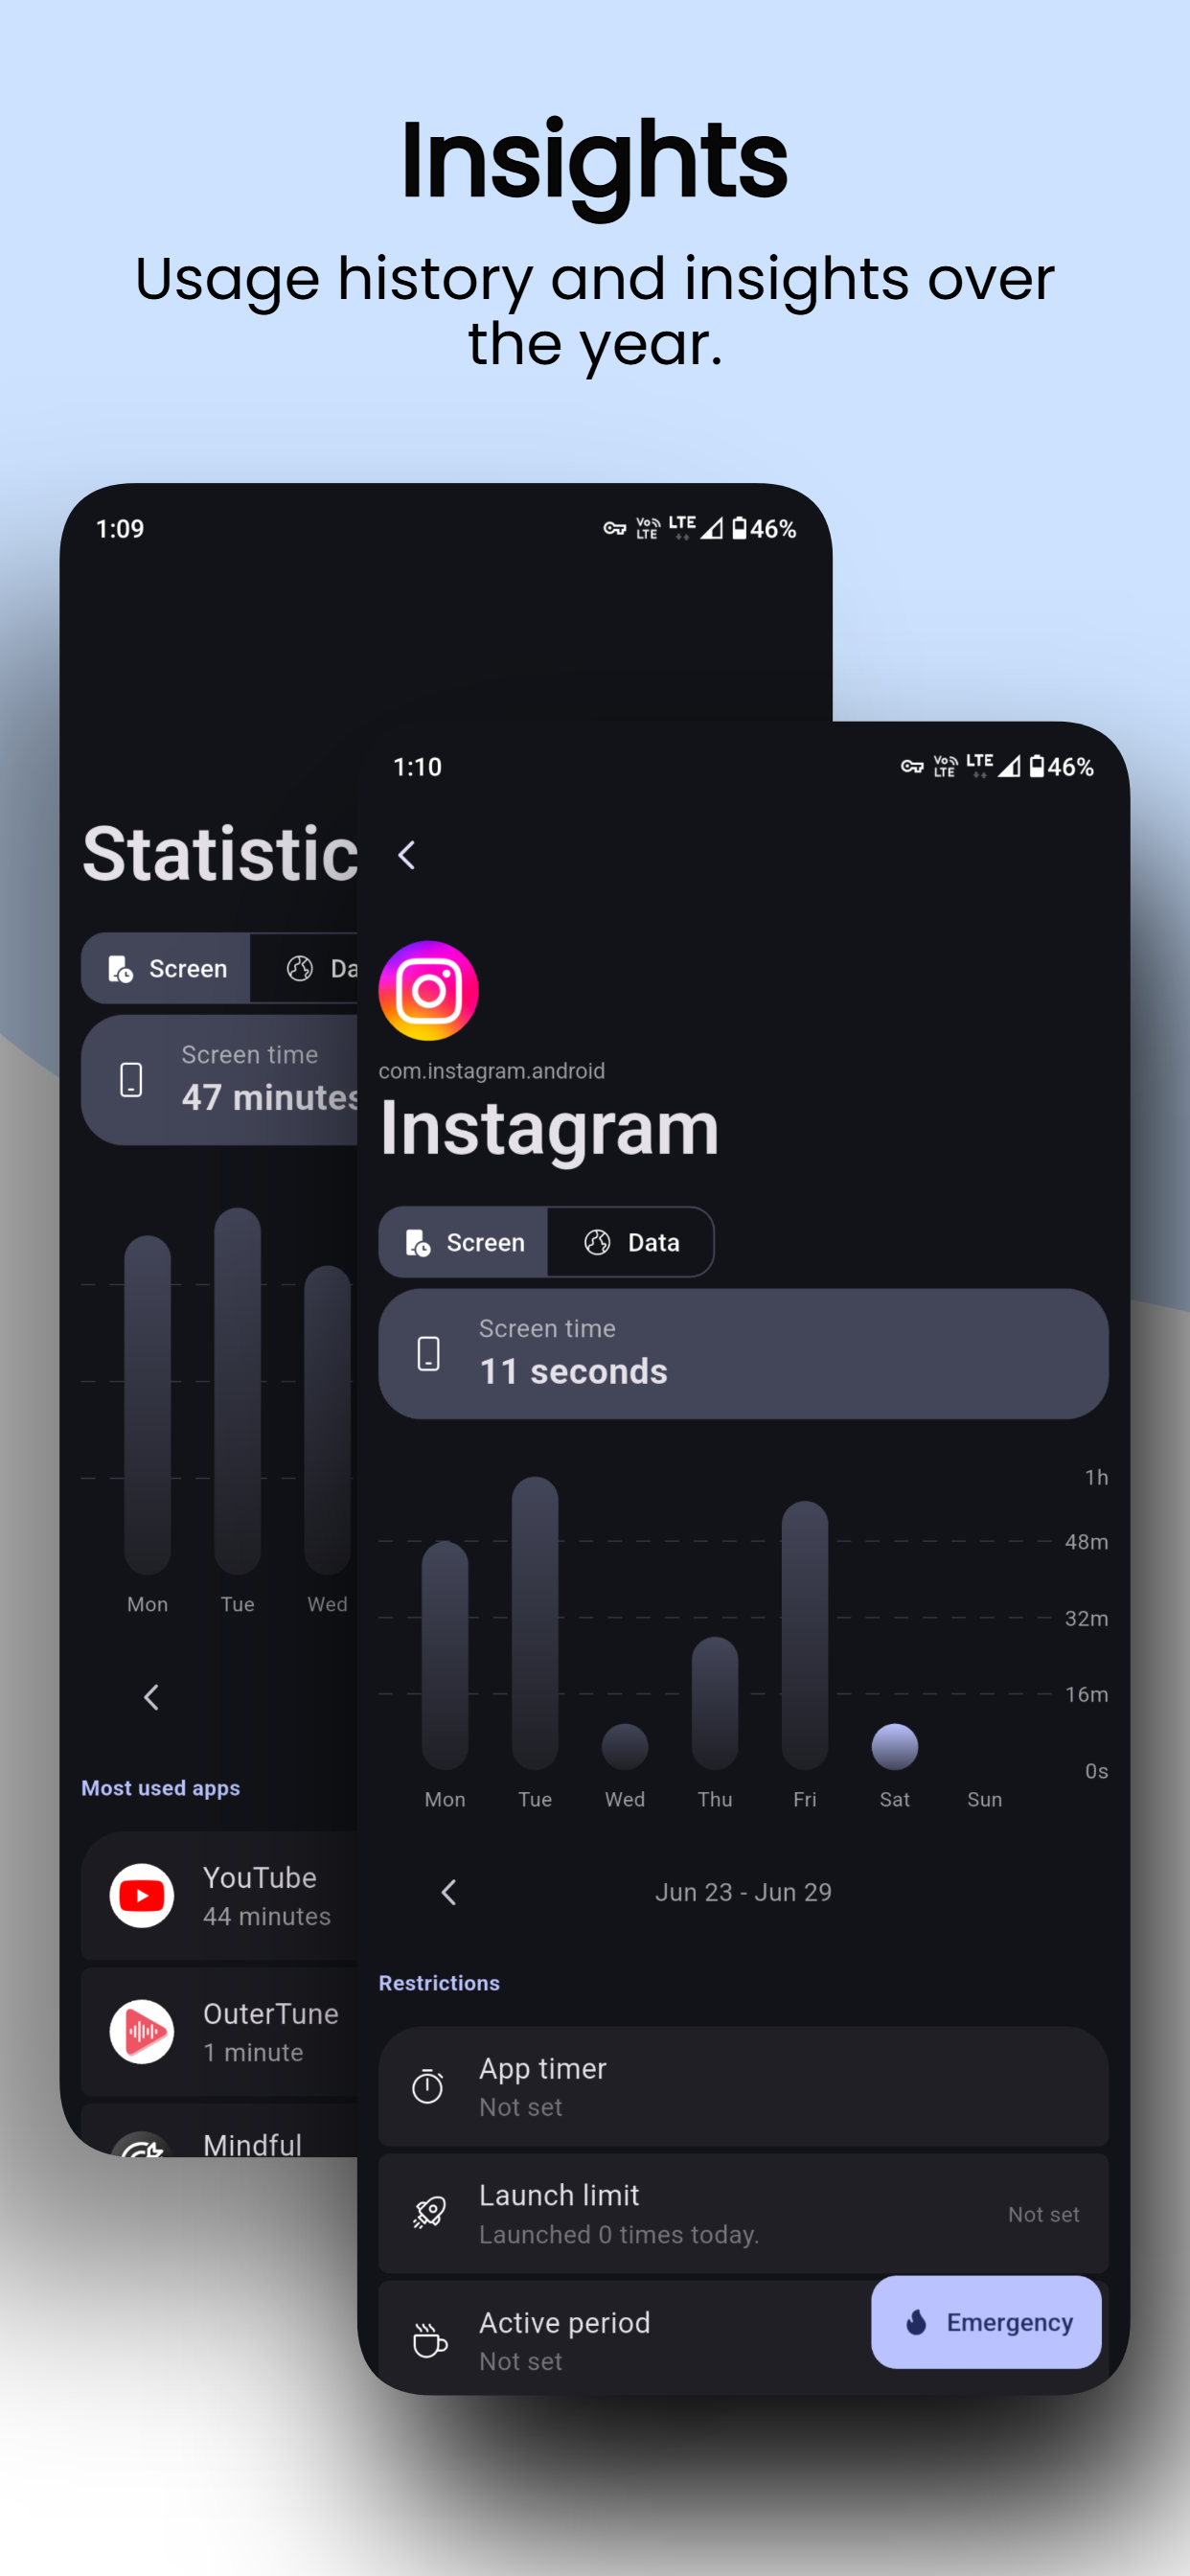 Insights
Usage history and insights over
the year.
1:09
Vo
LTE
LTE
46%
Statistic
Screen
Da
Screen time
47 minutes
Mon Tue Wed
Most used apps
YouTube
44 minutes
OuterTune
1 minute
Mindful
1:10
Vo
LTE
LTE
46%
com.instagram.android
Instagram
Screen
Data
Screen time
11 seconds
1h
48m
32m
16m
0s
Mon Tue Wed Thu Fri Sat Sun
Jun 23 - Jun 29
Restrictions
App timer
Not set
Launch limit
Launched 0 times today.
Not set
Active period
Not set
Emergency